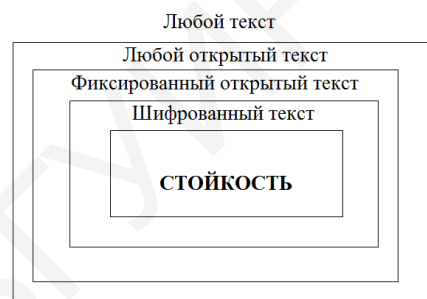 Любой текст
Любой открытый текст
Фиксированный открытый текст
Шифрованный текст
СТОЙКОСТЬ